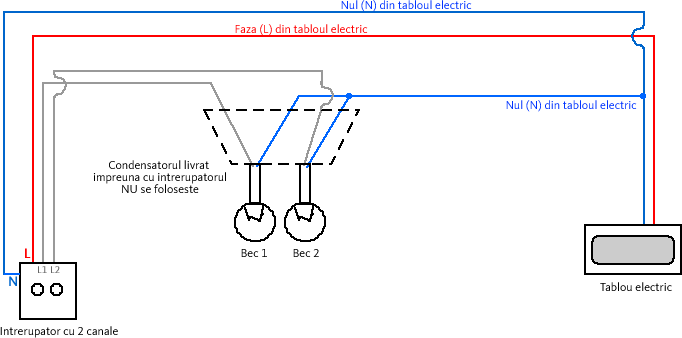 Nul (N) din tabloul electric
Faza (L) din tabloul electric
Nul (N) din tabloul electric
Condensatorul livrat
impreuna cu intrerupatorul
NU se foloseste
Bec 1
Bec 2
L
L1 L2
N
Tablou electric
Intrerupator cu 2 canale